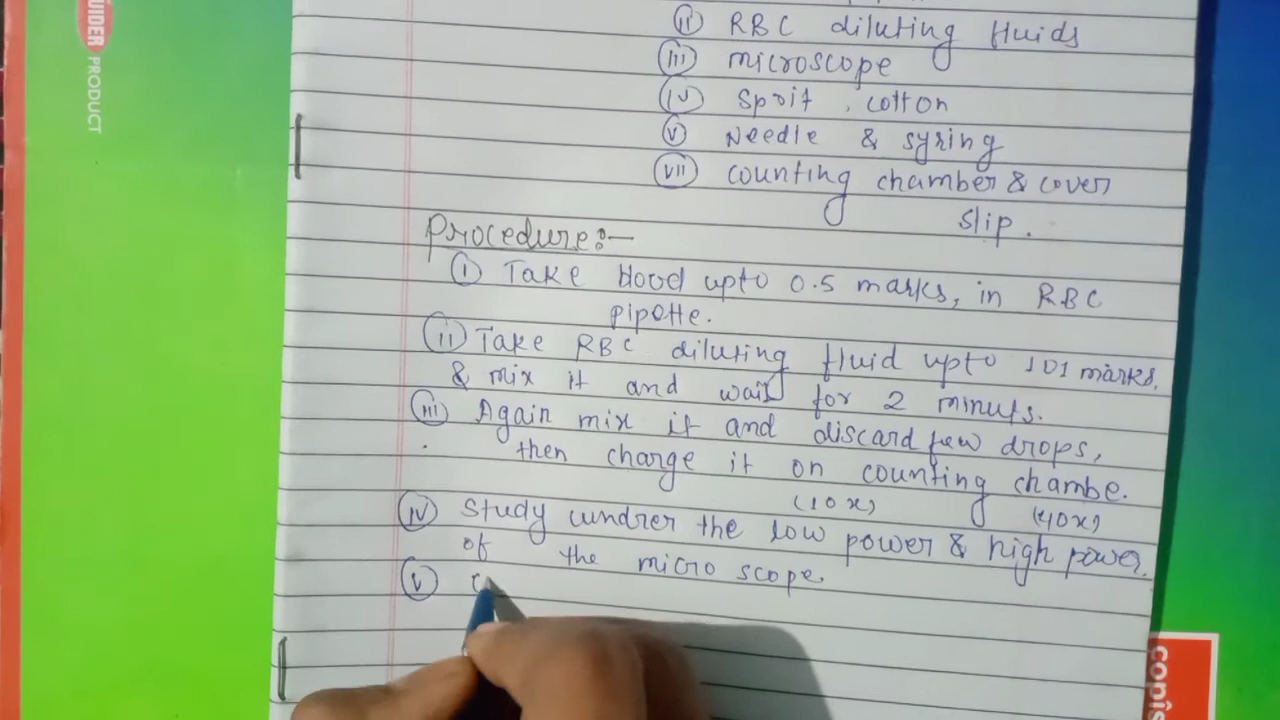 UIDER PRODUCT
(ii) RBC diluting fluids
(iii) microscope
(iv) Sprit , cotton
(v) Needle & syring
(vii) counting chamber & cover
slip.
Procedure:-
(i) Take blood upto 0.5 marks, in RBC
pipette.
(ii) Take RBC diluting fluid upto 101 marks.
& mix it and wait for 2 minuts.
(iii) Again mix it and discard few drops,
then charge it on counting chambe.
(10x) (40x)
(iv) Study undrer the low power & high power
of the micro scope.
(v)
copis